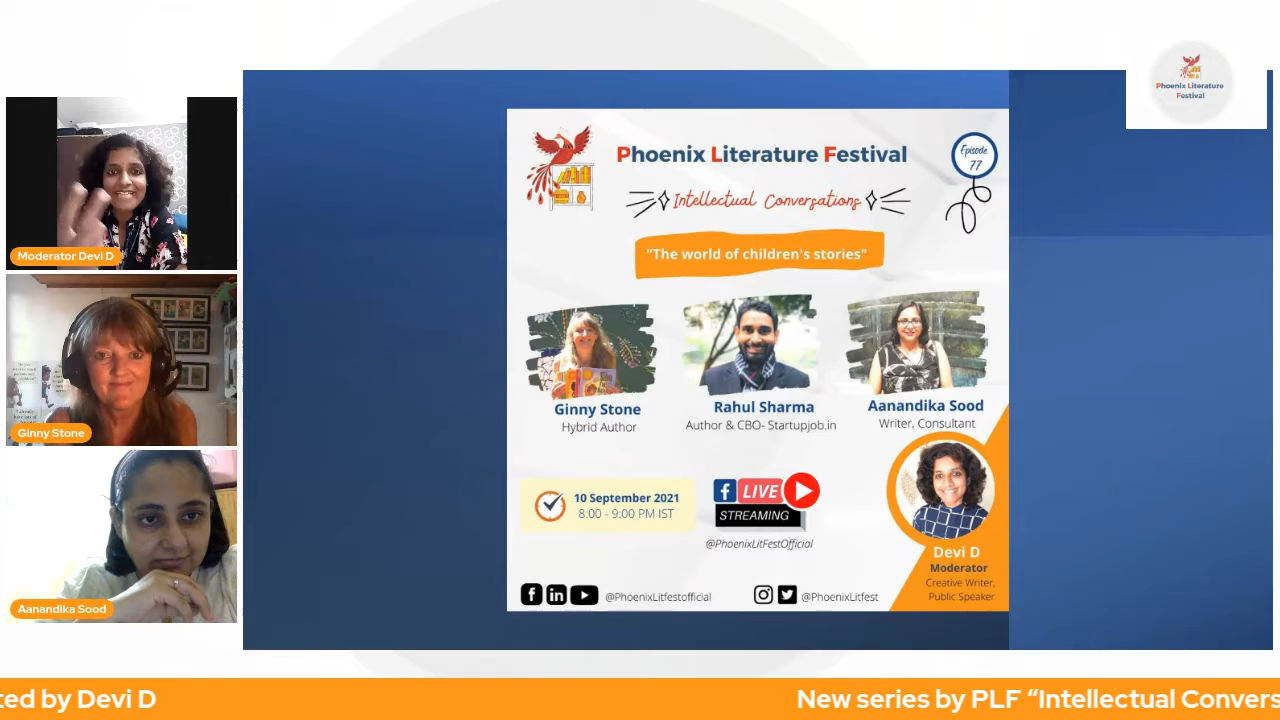 Phoenix Literature
Festival
Moderator Devi D
Ginny Stone
Aanandika Sood
Phoenix Literature Festival
Episode
77
Intellectual Conversations
"The world of children's stories"
Ginny Stone
Hybrid Author
Rahul Sharma
Author & CBO- Startupjob.in
Aanandika Sood
Writer, Consultant
10 September 2021
8:00 - 9:00 PM IST
LIVE
STREAMING
@PhoenixLitFestOfficial
Devi D
Moderator
Creative Writer,
Public Speaker
@PhoenixLitfestofficial
@PhoenixLitfest
ted by Devi D
New series by PLF “Intellectual Convers